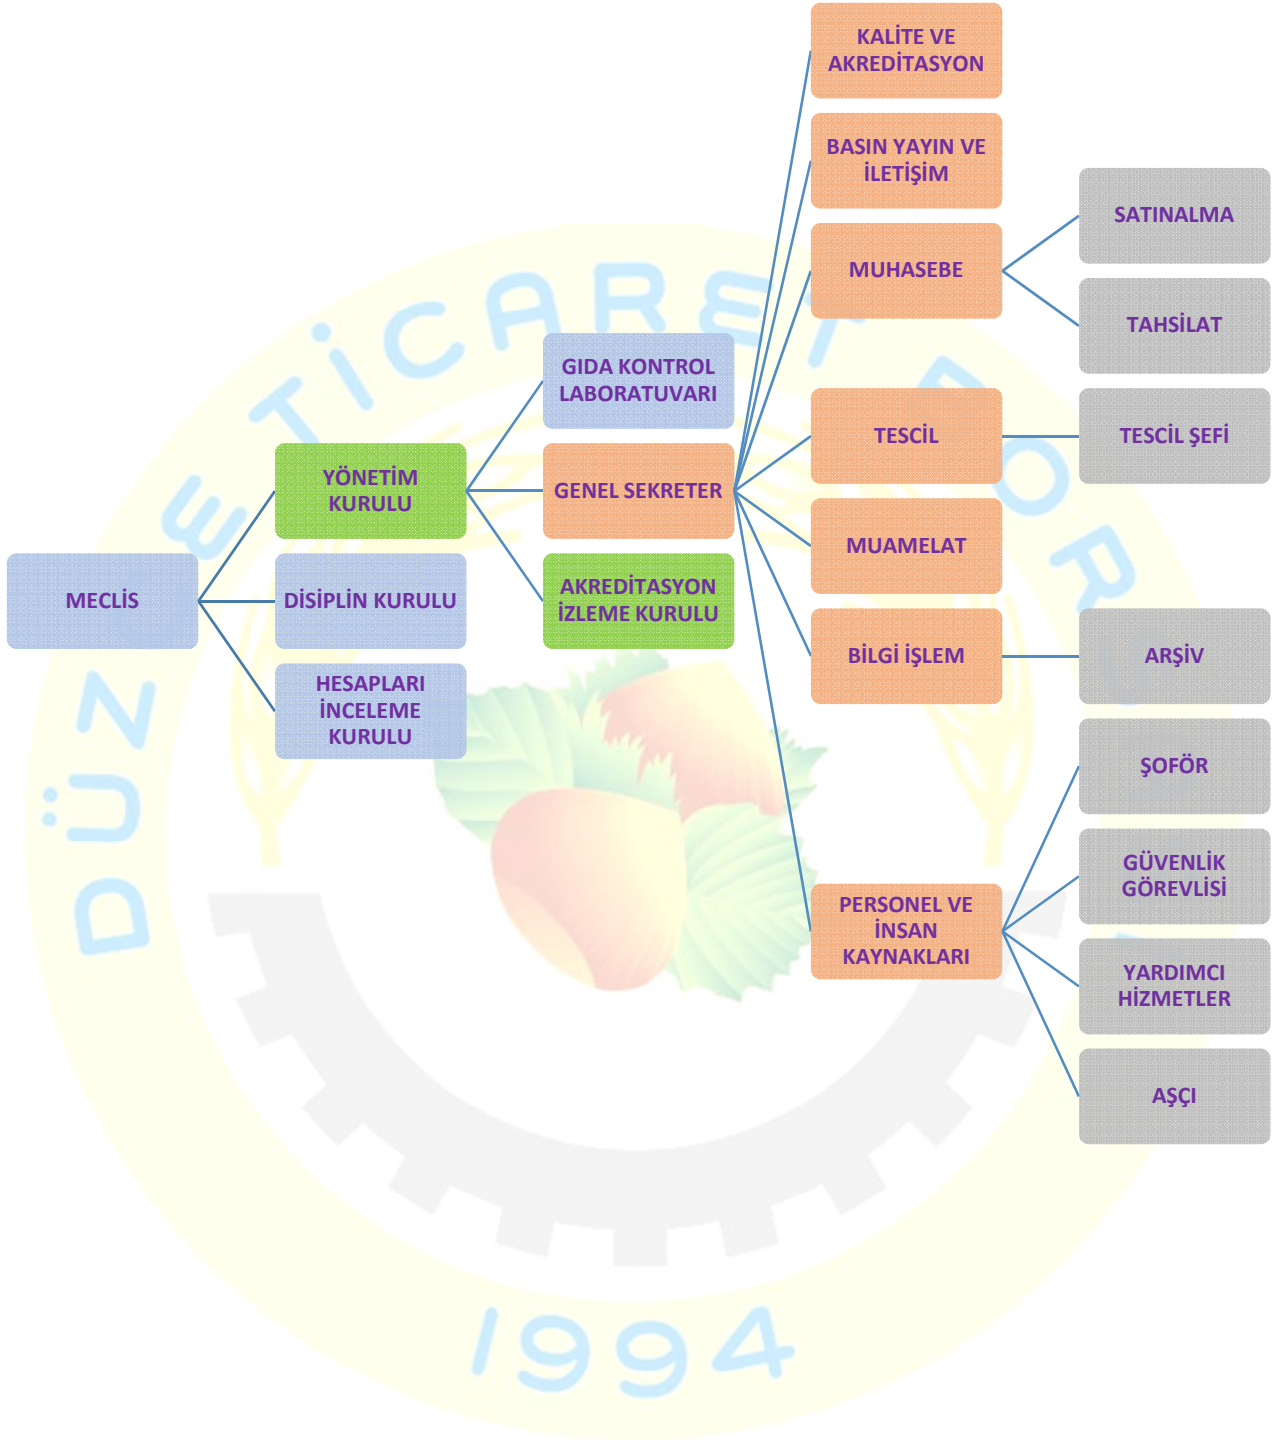 KALİTE VE
AKREDİTASYON
BASIN YAYIN VE
İLETİŞİM
SATINALMA
MUHASEBE
TAHSİLAT
GIDA KONTROL
LABORATUVARI
TESCİL
TESCİL ŞEFİ
YÖNETİM
KURULU
GENEL SEKRETER
MUAMELAT
MECLİS
DİSİPLİN KURULU
AKREDİTASYON
İZLEME KURULU
BİLGİ İŞLEM
ARŞİV
HESAPLARI
İNCELEME
KURULU
ŞOFÖR
GÜVENLİK
GÖREVLİSİ
PERSONEL VE
İNSAN
KAYNAKLARI
YARDIMCI
HİZMETLER
AŞÇI
1994